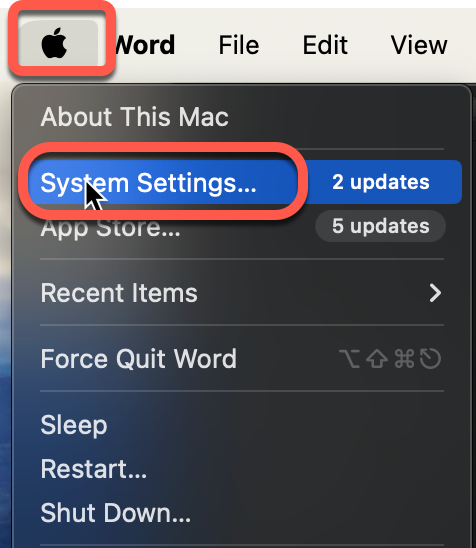 Word File Edit View
About This Mac
System Settings... 2 updates
App Store... 5 updates
Recent Items
Force Quit Word ⌥⇧⌘⎋
Sleep
Restart...
Shut Down...